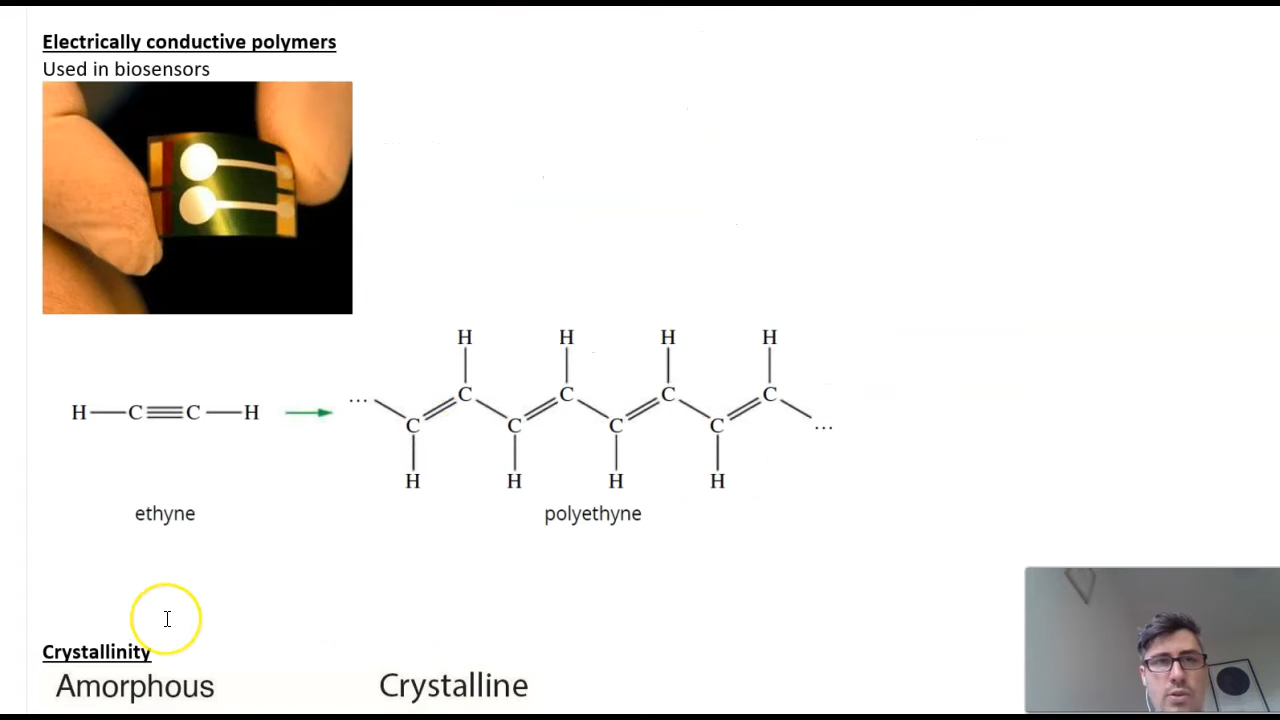 Electrically conductive polymers
Used in biosensors
H H H H
H C C H ... C C C C
C C C C ...
H H H H
ethyne polyethyne
Crystallinity
Amorphous Crystalline